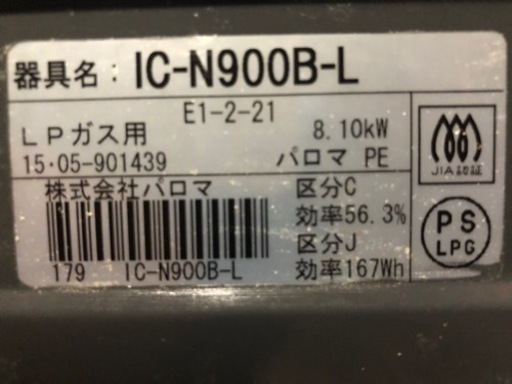 器具名：IC-N900B-L
E1-2-21
LPガス用 8.10kW
15・05-901439 パロマ PE
株式会社パロマ 区分C
効率56.3%
区分J
179 IC-N900B-L 効率167Wh
JIA認証
PS
LPG